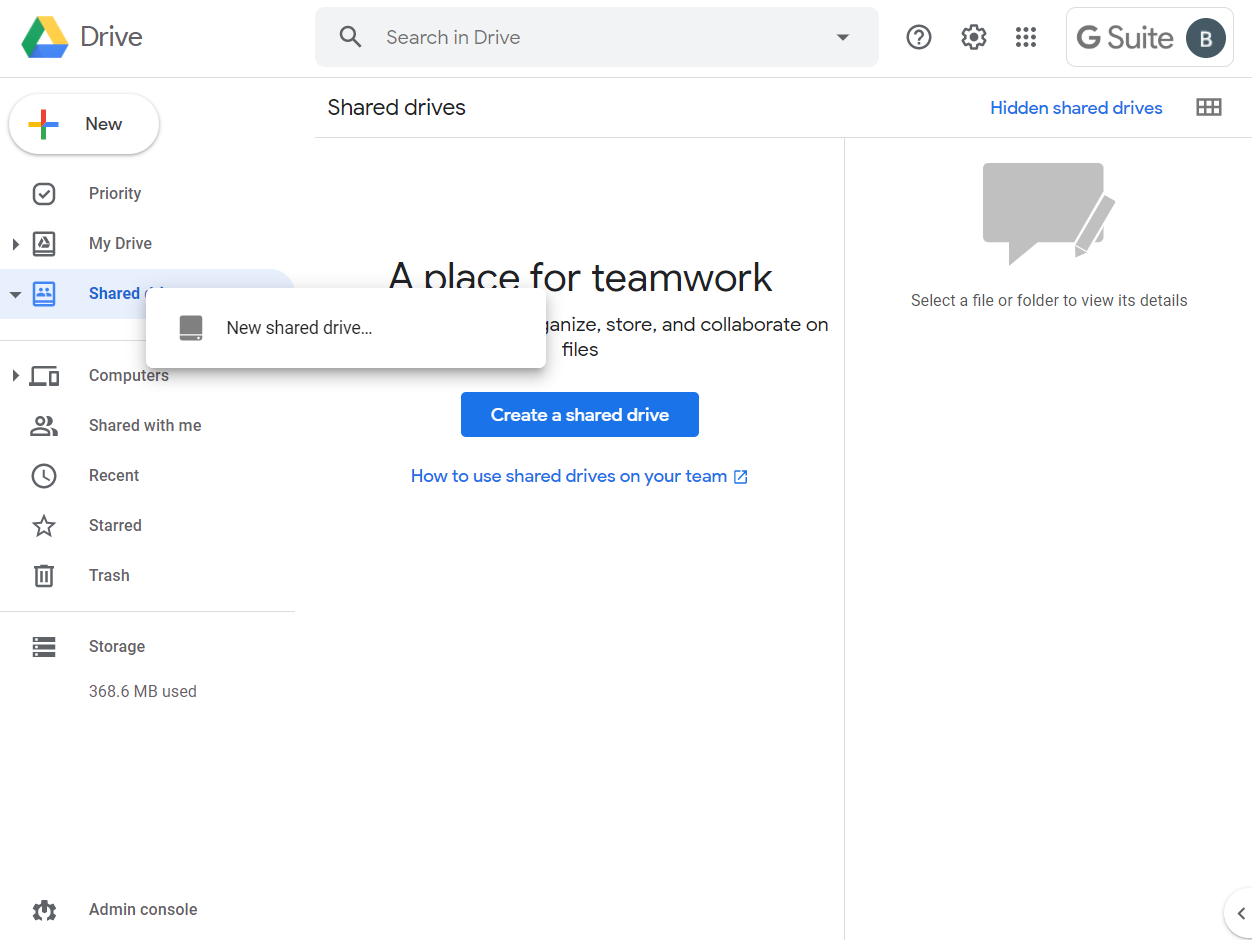 Drive
Search in Drive
G Suite
B
New
Shared drives
Hidden shared drives
Priority
My Drive
Shared
New shared drive...
Computers
Shared with me
Recent
Starred
Trash
Storage
368.6 MB used
Admin console
A place for teamwork
store, and collaborate on
files
Create a shared drive
How to use shared drives on your team
Select a file or folder to view its details